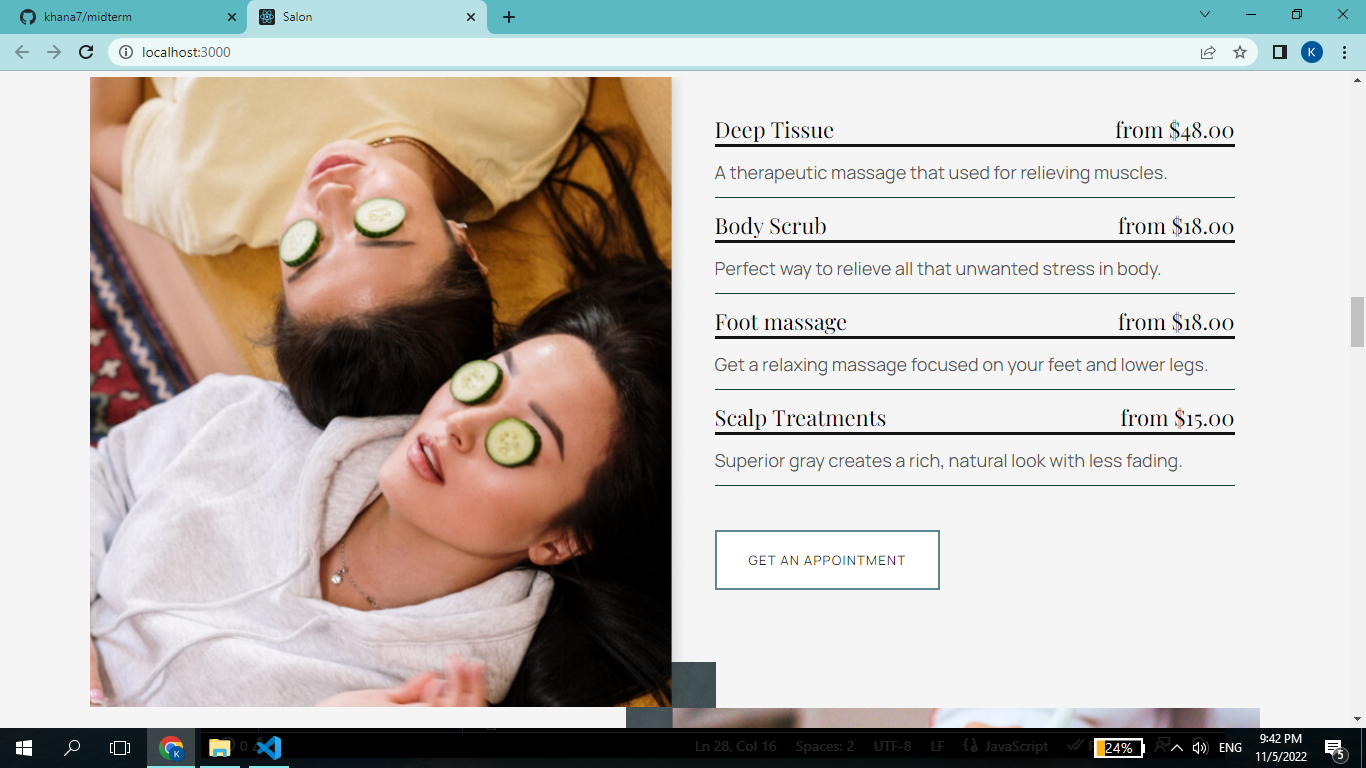 khana7/midterm
Salon
localhost:3000
K
Deep Tissue from $48.00
A therapeutic massage that used for relieving muscles.
Body Scrub from $18.00
Perfect way to relieve all that unwanted stress in body.
Foot massage from $18.00
Get a relaxing massage focused on your feet and lower legs.
Scalp Treatments from $15.00
Superior gray creates a rich, natural look with less fading.
GET AN APPOINTMENT
K
0
Ln 28, Col 16 Spaces: 2 UTF-8 LF {} JavaScript
24%
ENG
9:42 PM
11/5/2022
5